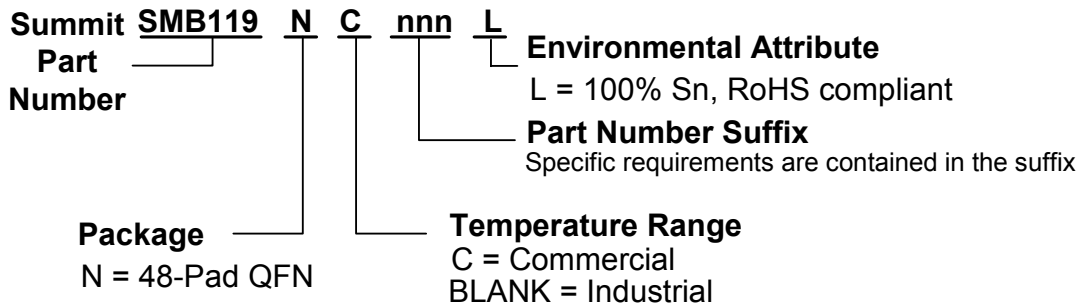 Summit SMB119 N C nnn L
Part
Number
Environmental Attribute
L = 100% Sn, RoHS compliant
Part Number Suffix
Specific requirements are contained in the suffix
Package
N = 48-Pad QFN
Temperature Range
C = Commercial
BLANK = Industrial